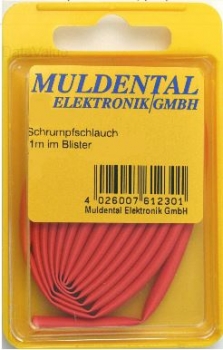 MULDENTAL
ELEKTRONIK GMBH
Schrumpfschlauch
1m im Blister
4 026007 612301
Muldental Elektronik GmbH